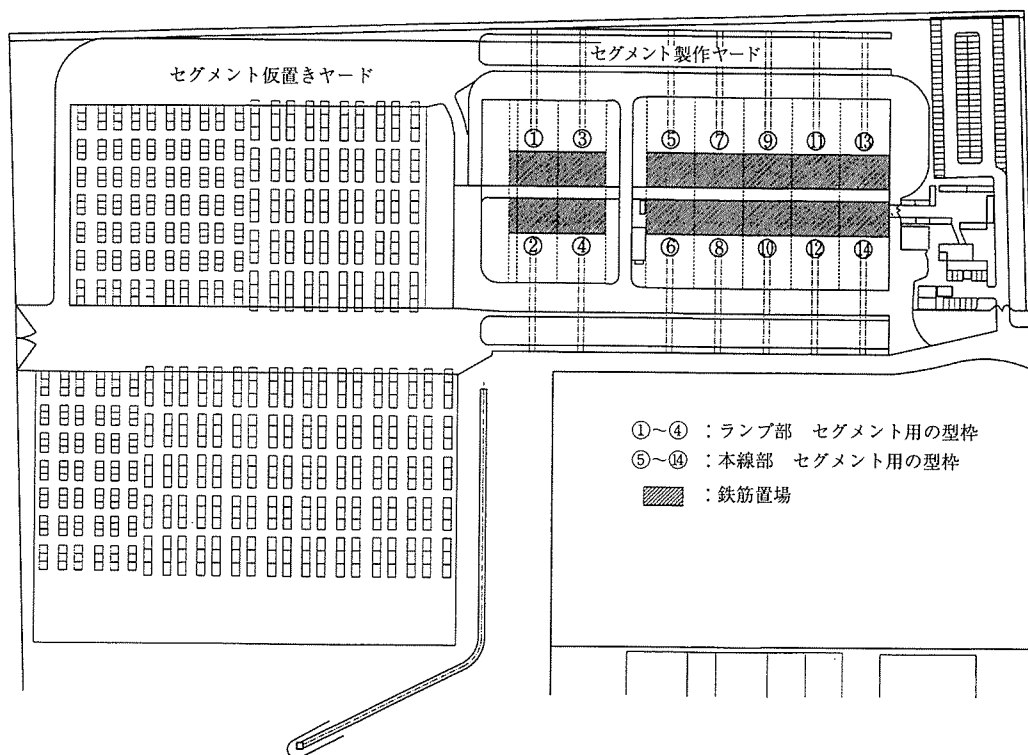 セグメント仮置きヤード
セグメント製作ヤード
① ③ ⑤ ⑦ ⑨ ⑪ ⑬
② ④ ⑥ ⑧ ⑩ ⑫ ⑭
①～④ ：ランプ部 セグメント用の型枠
⑤～⑭ ：本線部 セグメント用の型枠
：鉄筋置場